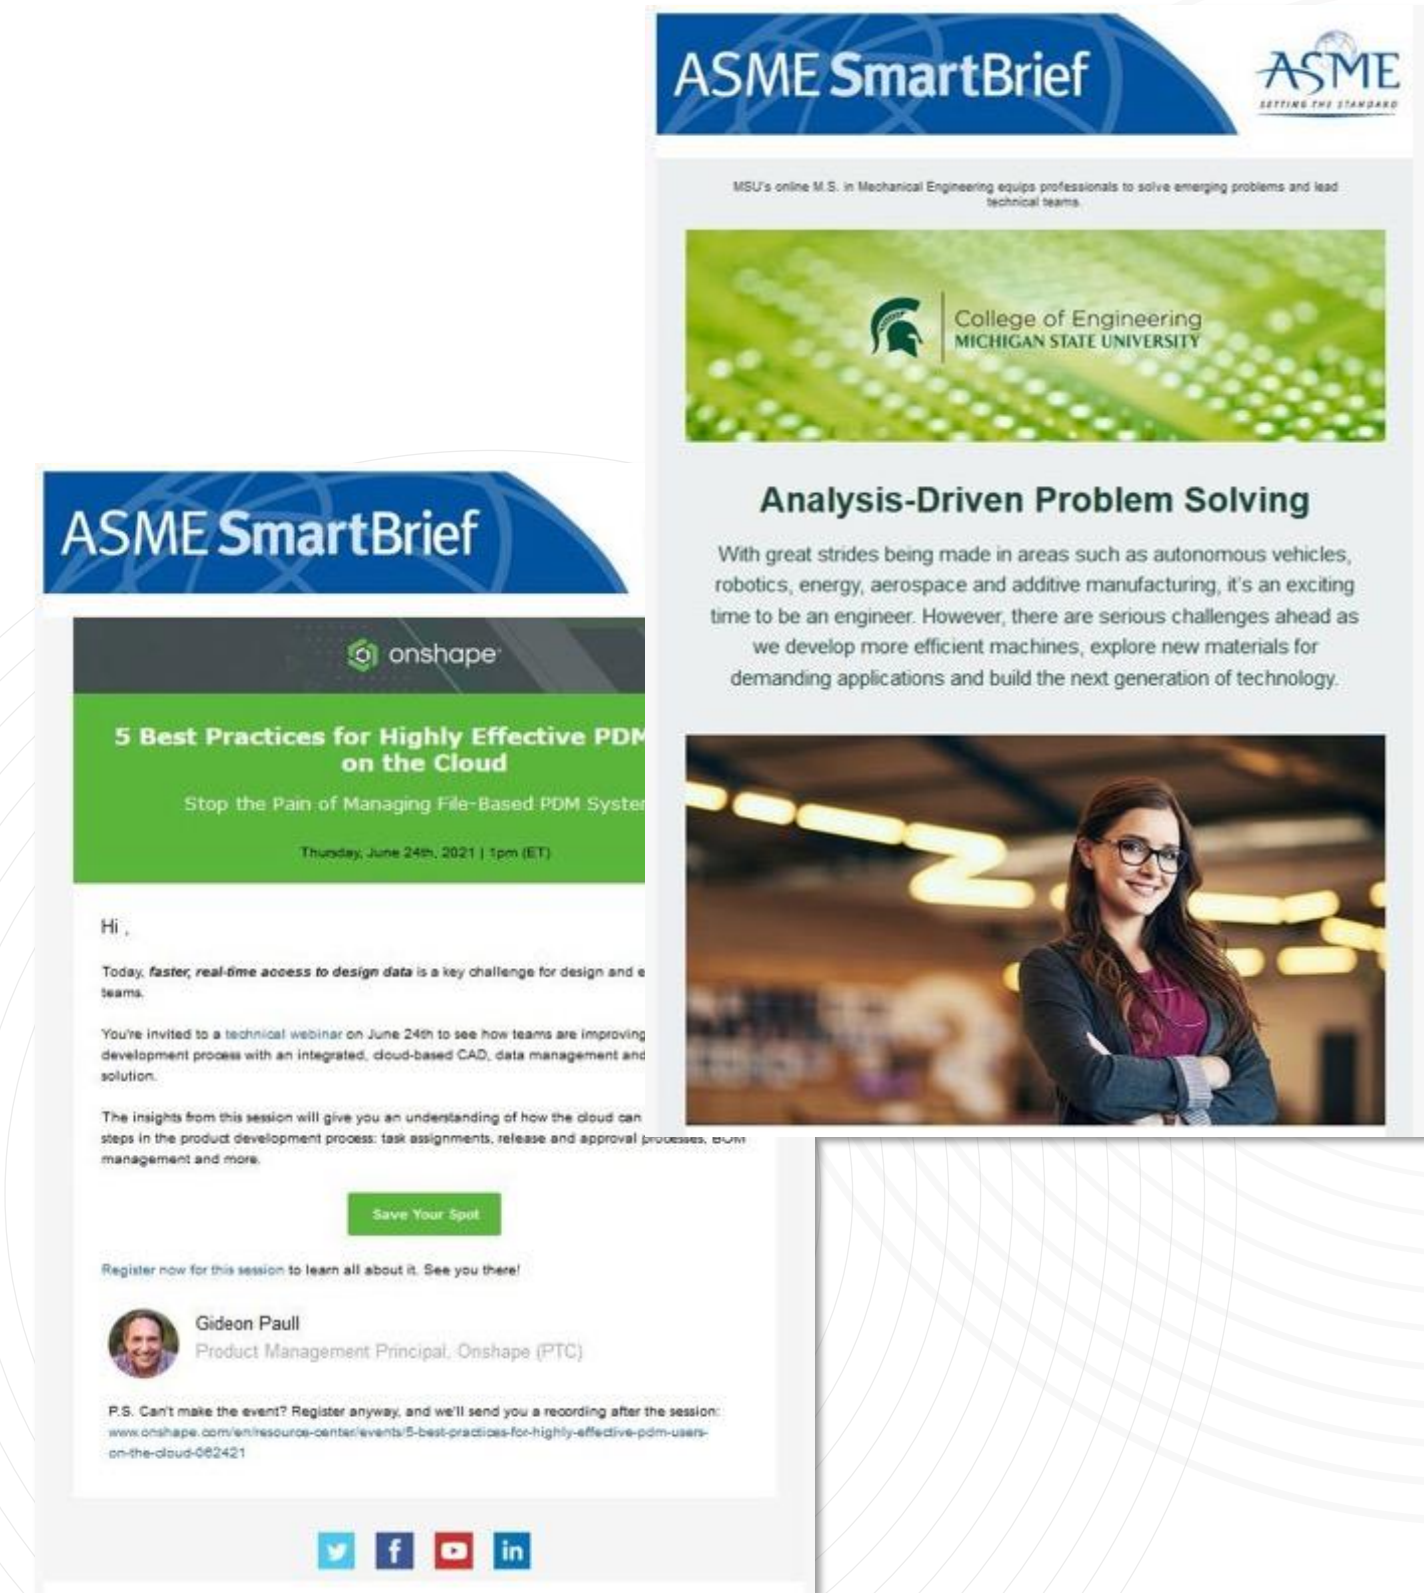 ASME SmartBrief
ASME
SETTING THE STANDARD
MSU's online M.S. in Mechanical Engineering equips professionals to solve emerging problems and lead
technical teams.
College of Engineering
MICHIGAN STATE UNIVERSITY
Analysis-Driven Problem Solving
With great strides being made in areas such as autonomous vehicles,
robotics, energy, aerospace and additive manufacturing, it's an exciting
time to be an engineer. However, there are serious challenges ahead as
we develop more efficient machines, explore new materials for
demanding applications and build the next generation of technology.
ASME SmartBrief
onshape
5 Best Practices for Highly Effective PDM
on the Cloud
Stop the Pain of Managing File-Based PDM
Thursday, June 24th, 2021 | 1pm (ET)
Hi ,
Today, faster, real-time access to design data is a key challenge for design and
teams.
You're invited to a technical webinar on June 24th to see how teams are improving
development process with an integrated, cloud-based CAD, data management and
solution.
The insights from this session will give you an understanding of how the cloud can
steps in the product development process: task assignments, release and approval processes, BOM
management and more.
Save Your Spot
Register now for this session to learn all about it. See you there!
Gideon Paull
Product Management Principal, Onshape (PTC)
P.S. Can't make the event? Register anyway, and we'll send you a recording after the session:
www.onshape.com/en/resource-center/events/5-best-practices-for-highly-effective-pdm-users-
on-the-cloud-062421
f
in